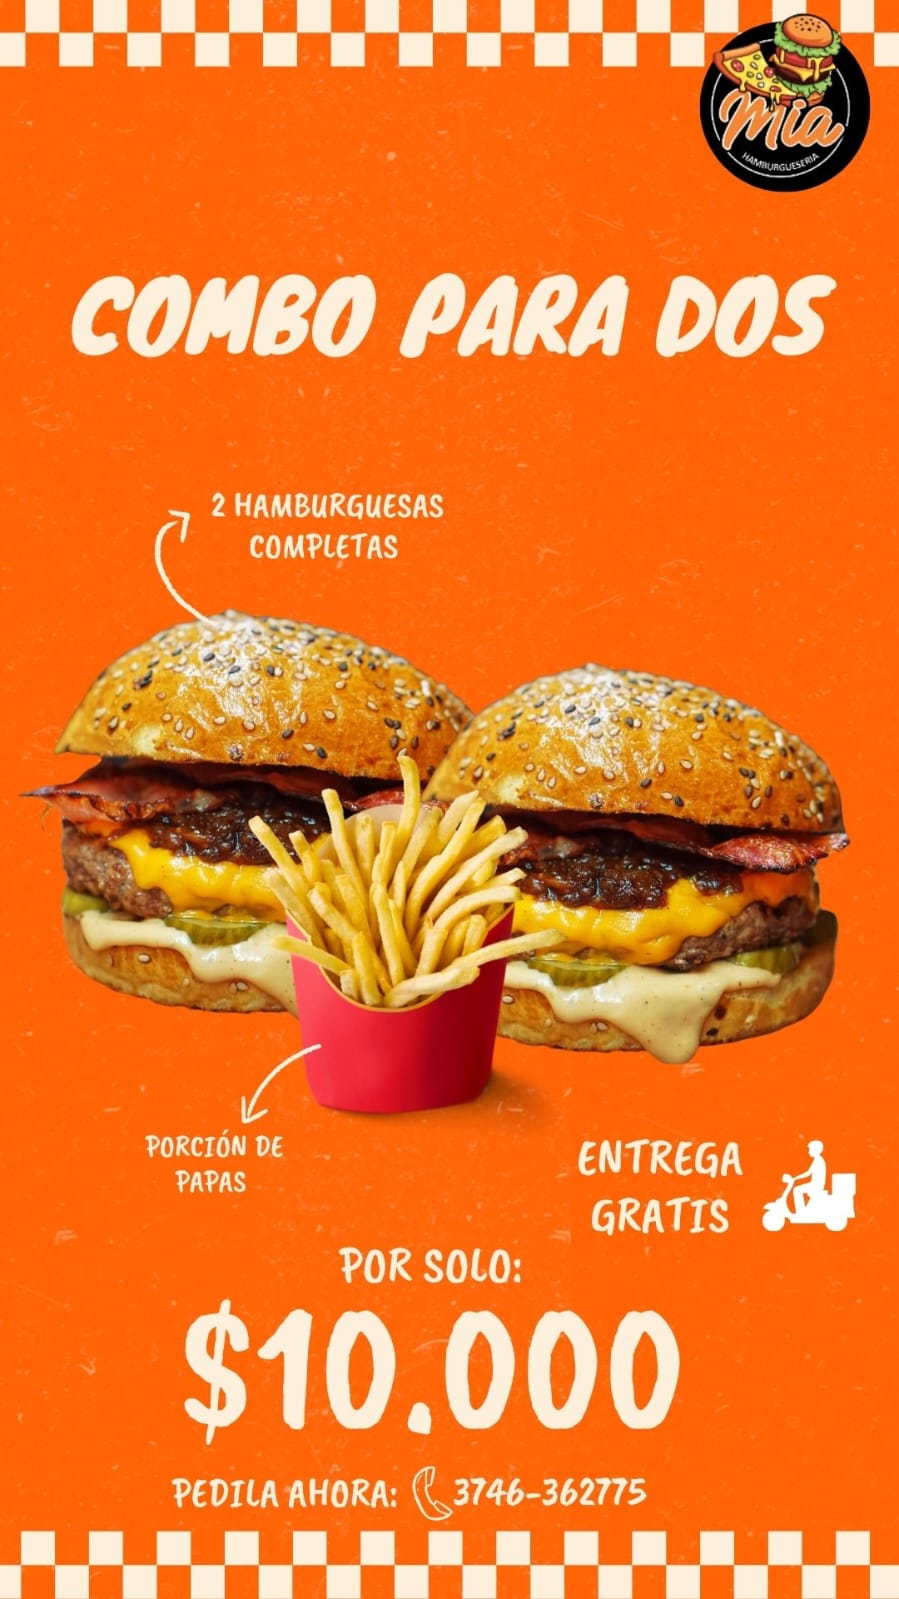 Mia
HAMBURGUESERIA
COMBO PARA DOS
2 HAMBURGUESAS
COMPLETAS
PORCIÓN DE
PAPAS
ENTREGA
GRATIS
POR SOLO:
$10.000
PEDILA AHORA: 3746-362775